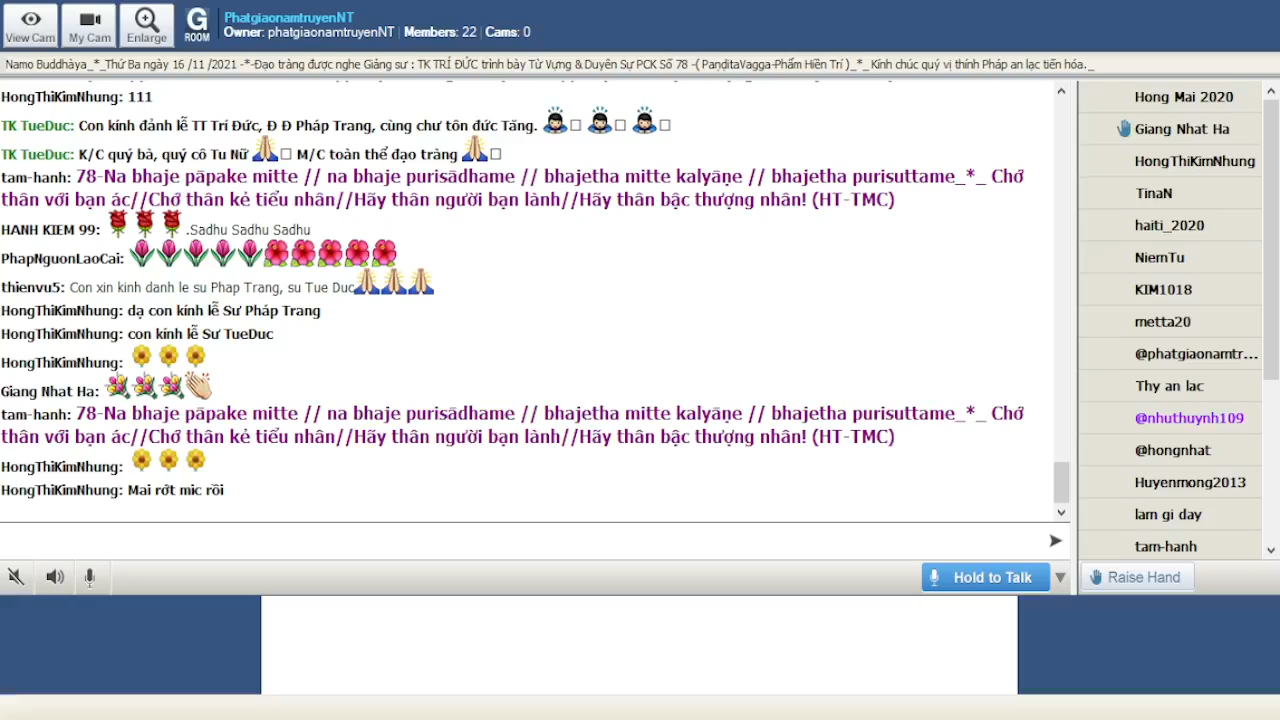 View Cam
My Cam
Enlarge
G
ROOM
PhatgiaonamtruyenNT
Owner: phatgiaonamtruyenNT | Members: 22 | Cams: 0
Namo Buddhàya_*_Thứ Ba ngày 16 /11 /2021 -*-Đạo tràng được nghe Giảng sư : TK TRÍ ĐỨC trình bày Từ Vựng & Duyên Sự PCK Số 78 -( PaṇḍitaVagga-Phẩm Hiền Trí )_*_ Kính chúc quý vị thính Pháp an lạc tiến hóa._
HongThiKimNhung: 111
TK TueDuc: Con kính đảnh lễ TT Trí Đức, Đ Đ Pháp Trang, cùng chư tôn đức Tăng.
TK TueDuc: K/C quý bà, quý cô Tu Nữ 🙏 M/C toàn thể đạo tràng 🙏
tam-hanh: 78-Na bhaje pāpake mitte // na bhaje purisādhame // bhajetha mitte kalyāṇe // bhajetha purisuttame_*_ Chớ
thân với bạn ác//Chớ thân kẻ tiểu nhân//Hãy thân người bạn lành//Hãy thân bậc thượng nhân! (HT-TMC)
HANH KIEM 99: 🌹🌹🌹.Sadhu Sadhu Sadhu
PhapNguonLaoCai: 🌷🌷🌷🌷🌷🌺🌺🌺🌺🌺
thienvu5: Con xin kinh danh le su Phap Trang, su Tue Duc🙏🙏🙏
HongThiKimNhung: dạ con kính lễ Sư Pháp Trang
HongThiKimNhung: con kính lễ Sư TueDuc
HongThiKimNhung: 🌼🌼🌼
Giang Nhat Ha: 💐💐💐👏
tam-hanh: 78-Na bhaje pāpake mitte // na bhaje purisādhame // bhajetha mitte kalyāṇe // bhajetha purisuttame_*_ Chớ
thân với bạn ác//Chớ thân kẻ tiểu nhân//Hãy thân người bạn lành//Hãy thân bậc thượng nhân! (HT-TMC)
HongThiKimNhung: 🌼🌼🌼
HongThiKimNhung: Mai rớt mic rồi
Hong Mai 2020
Giang Nhat Ha
HongThiKimNhung
TinaN
haiti_2020
NiemTu
KIM1018
metta20
@phatgiaonamtr...
Thy an lac
@nhuthuynh109
@hongnhat
Huyenmong2013
lam gi day
tam-hanh
Hold to Talk
Raise Hand